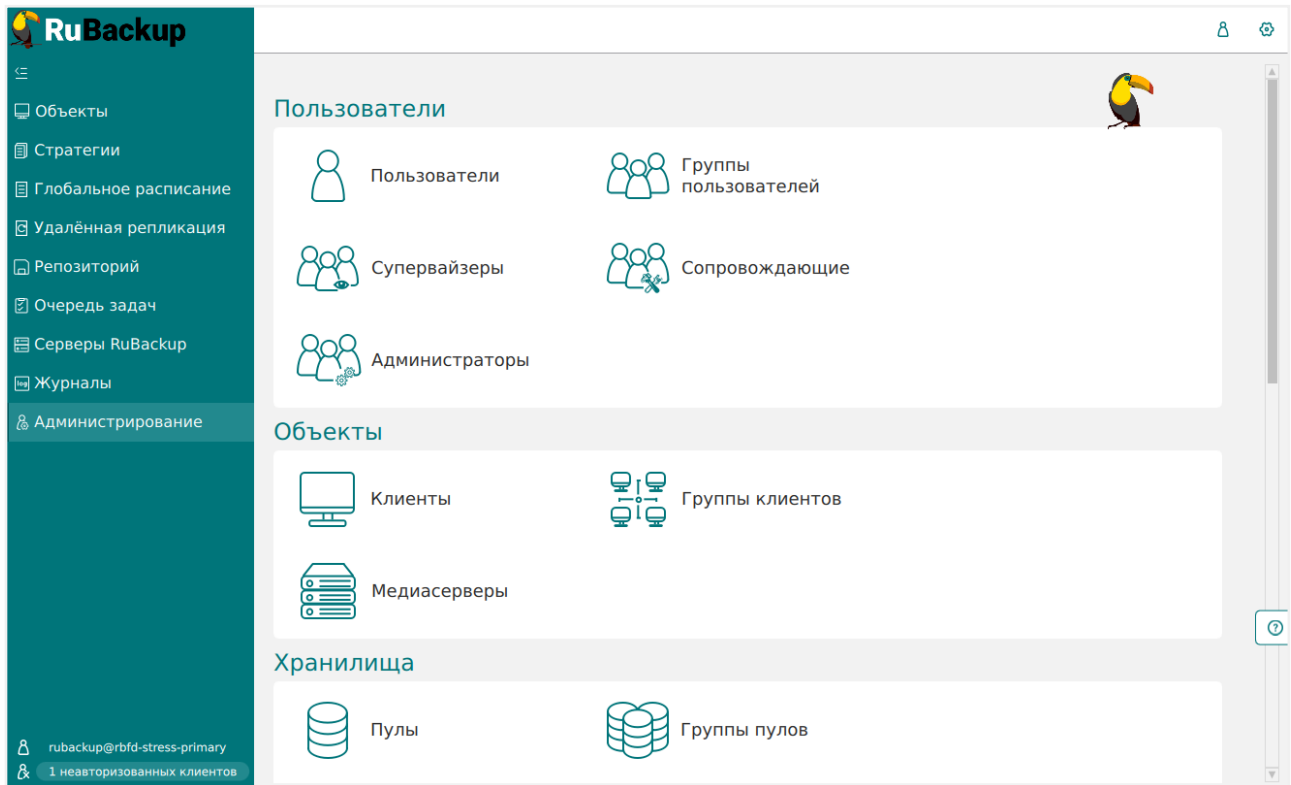 RuBackup
Объекты
Стратегии
Глобальное расписание
Удалённая репликация
Репозиторий
Очередь задач
Серверы RuBackup
log Журналы
Администрирование
rubackup@rbfd-stress-primary
1 неавторизованных клиентов
Пользователи
Пользователи
Группы
пользователей
Супервайзеры
Сопровождающие
Администраторы
Объекты
Клиенты
Группы клиентов
Медиасерверы
Хранилища
Пулы
Группы пулов
?